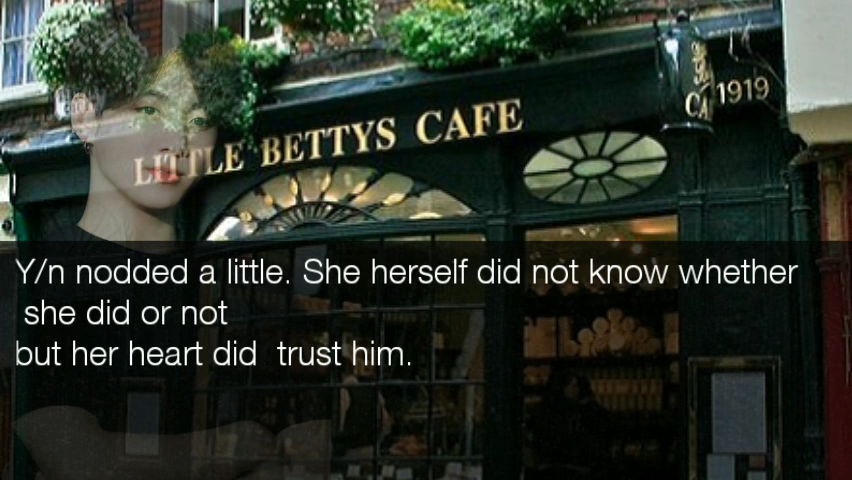 LITTLE BETTYS CAFE
CA
1919
Y/n nodded a little. She herself did not know whether
she did or not
but her heart did trust him.